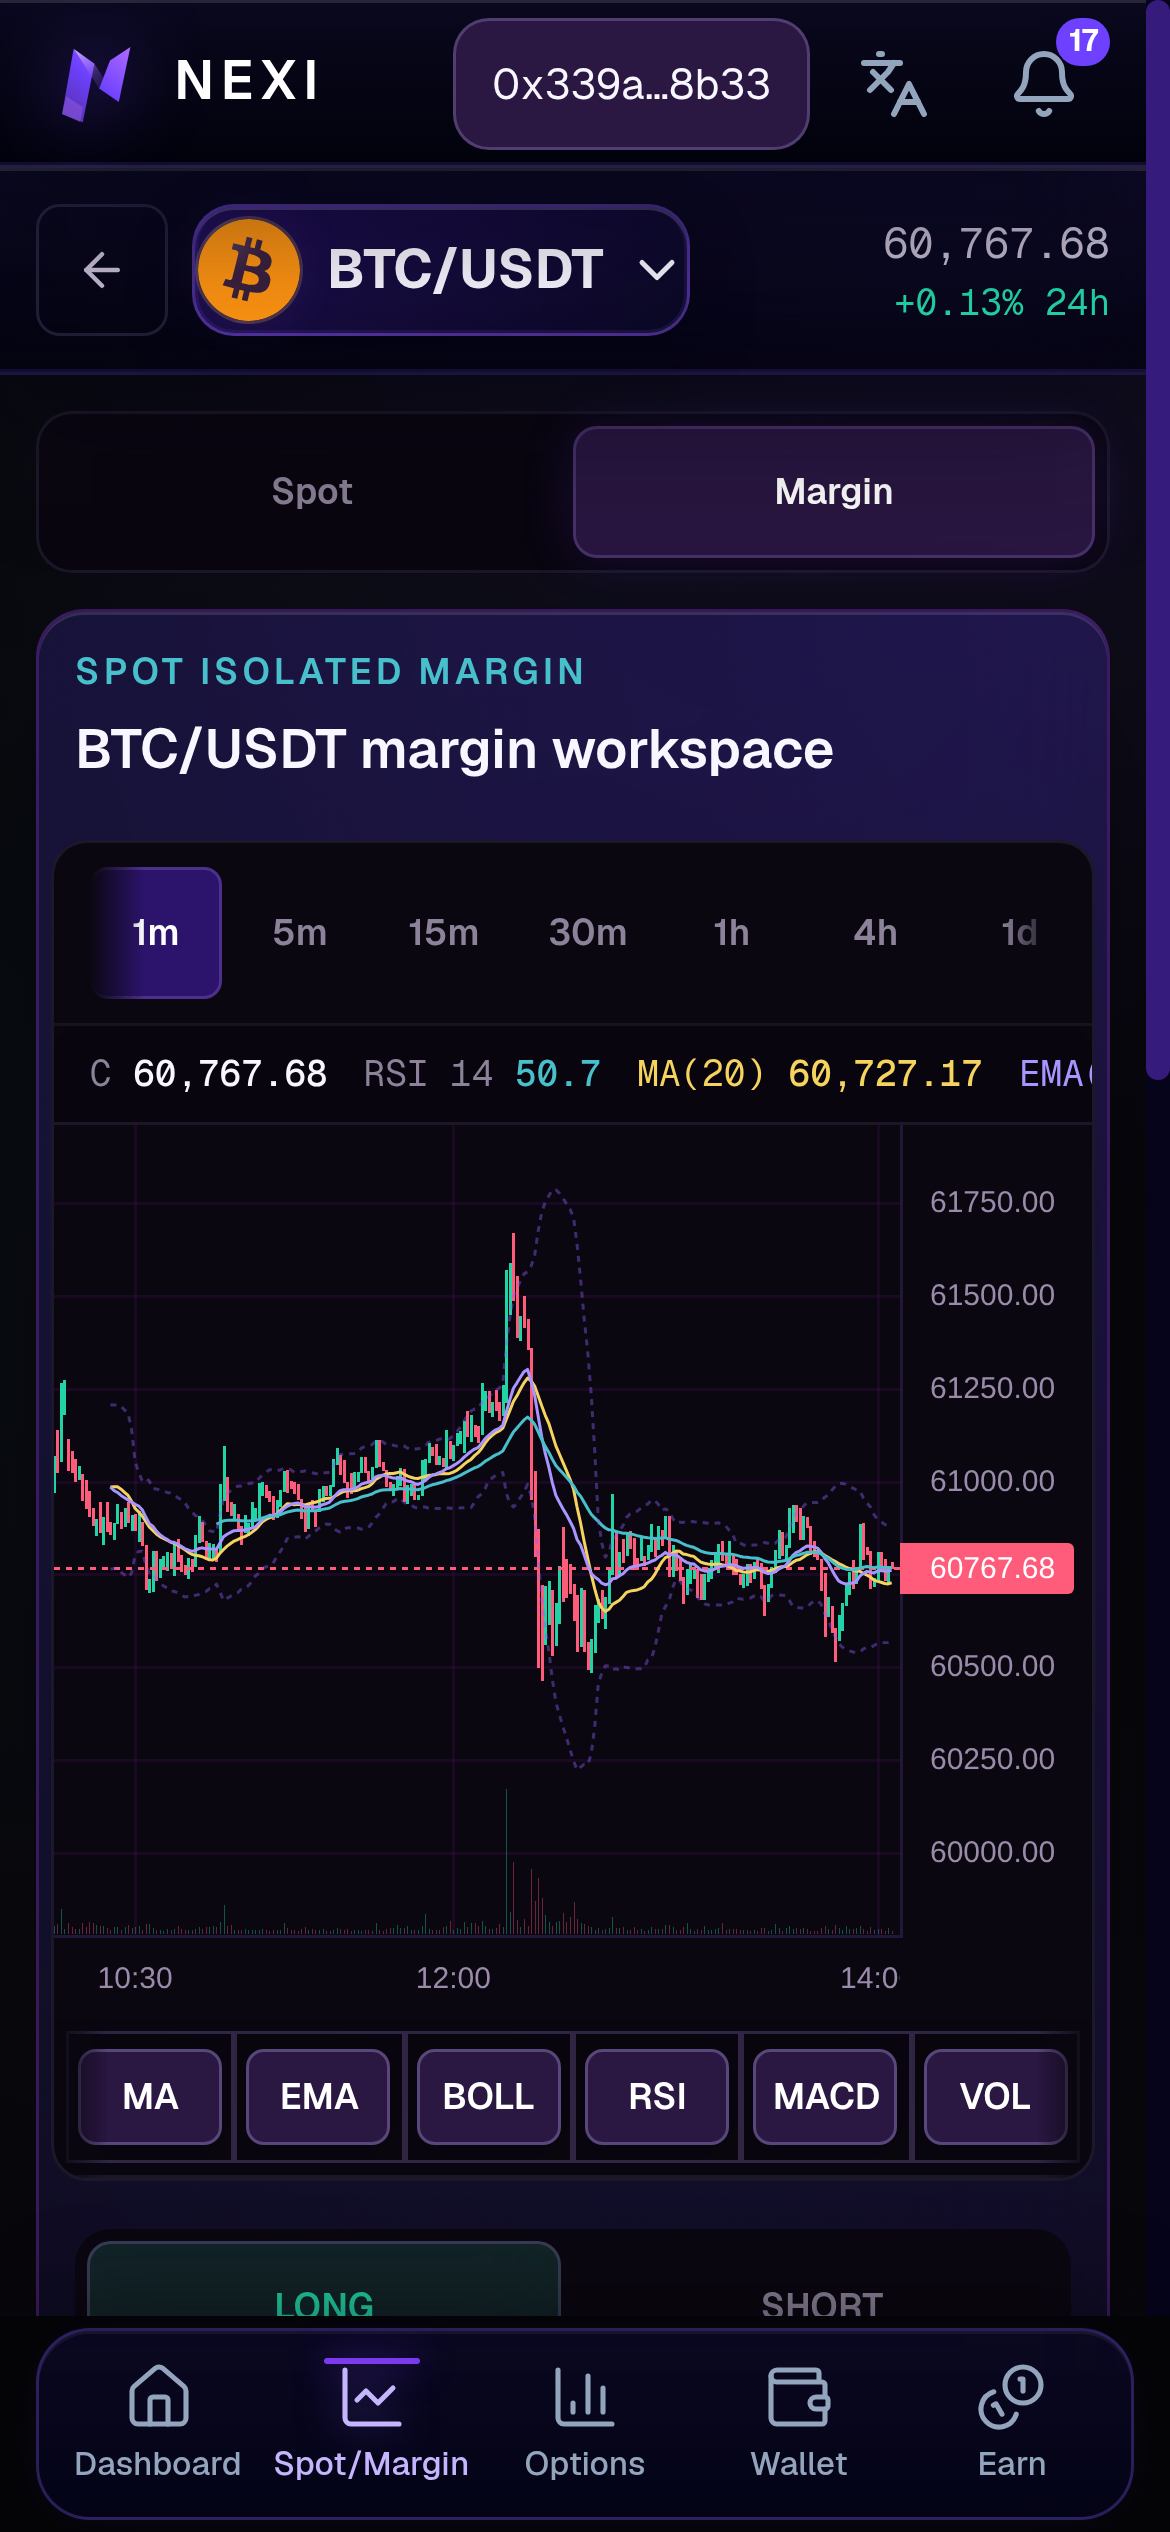 NEXI
0x339a...8b33
17
BTC/USDT
60,767.68
+0.13% 24h
Spot
Margin
SPOT ISOLATED MARGIN
BTC/USDT margin workspace
1m 5m 15m 30m 1h 4h 1d
C 60,767.68 RSI 14 50.7 MA(20) 60,727.17 EMA(
61750.00
61500.00
61250.00
61000.00
60767.68
60500.00
60250.00
60000.00
10:30 12:00 14:0
MA EMA BOLL RSI MACD VOL
LONG SHORT
Dashboard Spot/Margin Options Wallet Earn